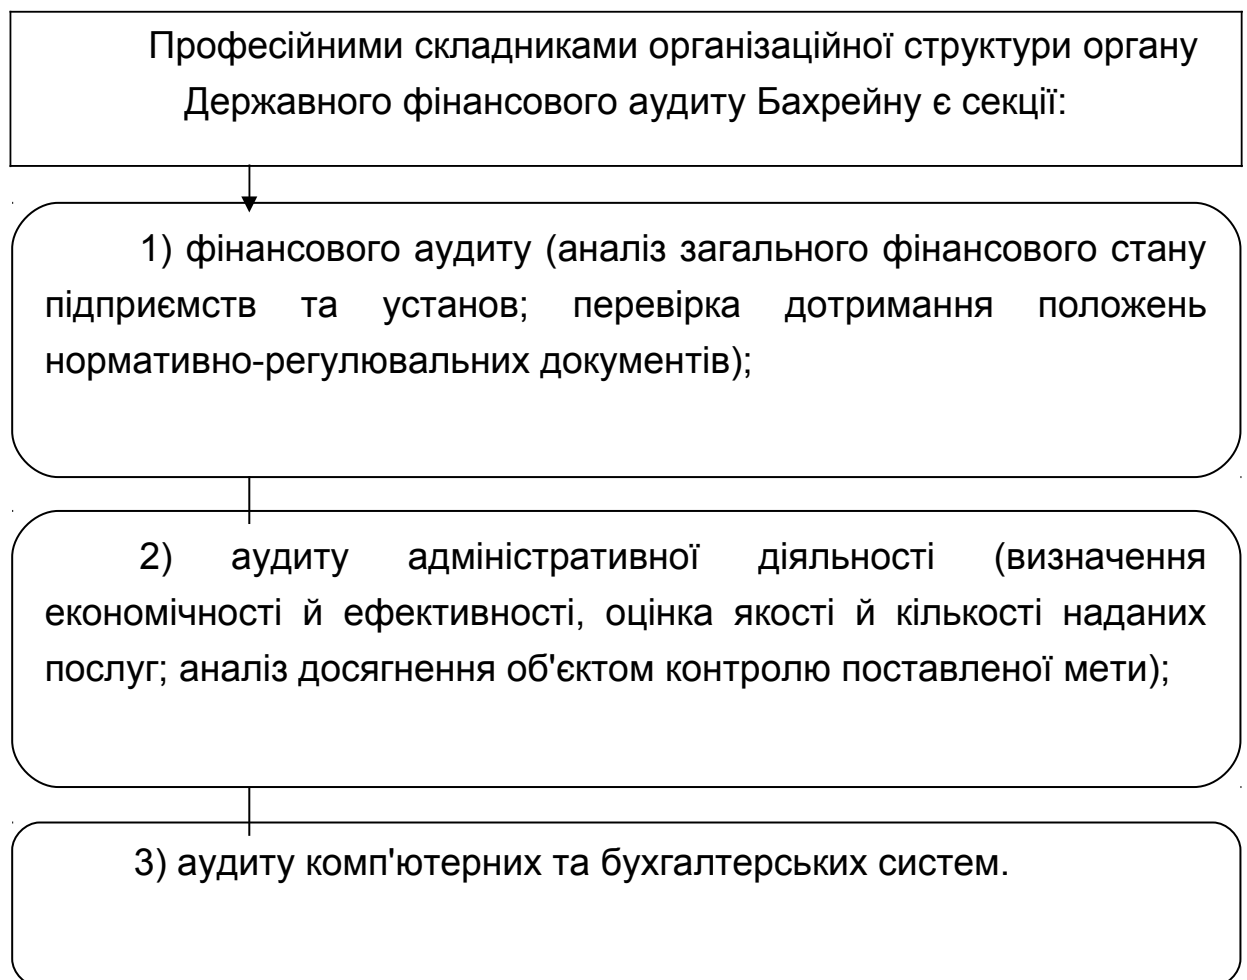 Професійними складниками організаційної структури органу
Державного фінансового аудиту Бахрейну є секції:
1) фінансового аудиту (аналіз загального фінансового стану
підприємств та установ; перевірка дотримання положень
нормативно-регулювальних документів);
2) аудиту адміністративної діяльності (визначення
економічності й ефективності, оцінка якості й кількості наданих
послуг; аналіз досягнення об'єктом контролю поставленої мети);
3) аудиту комп'ютерних та бухгалтерських систем.